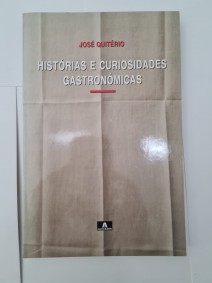 JOSÉ QUITÉRIO
HISTÓRIAS E CURIOSIDADES
GASTRONÓMICAS